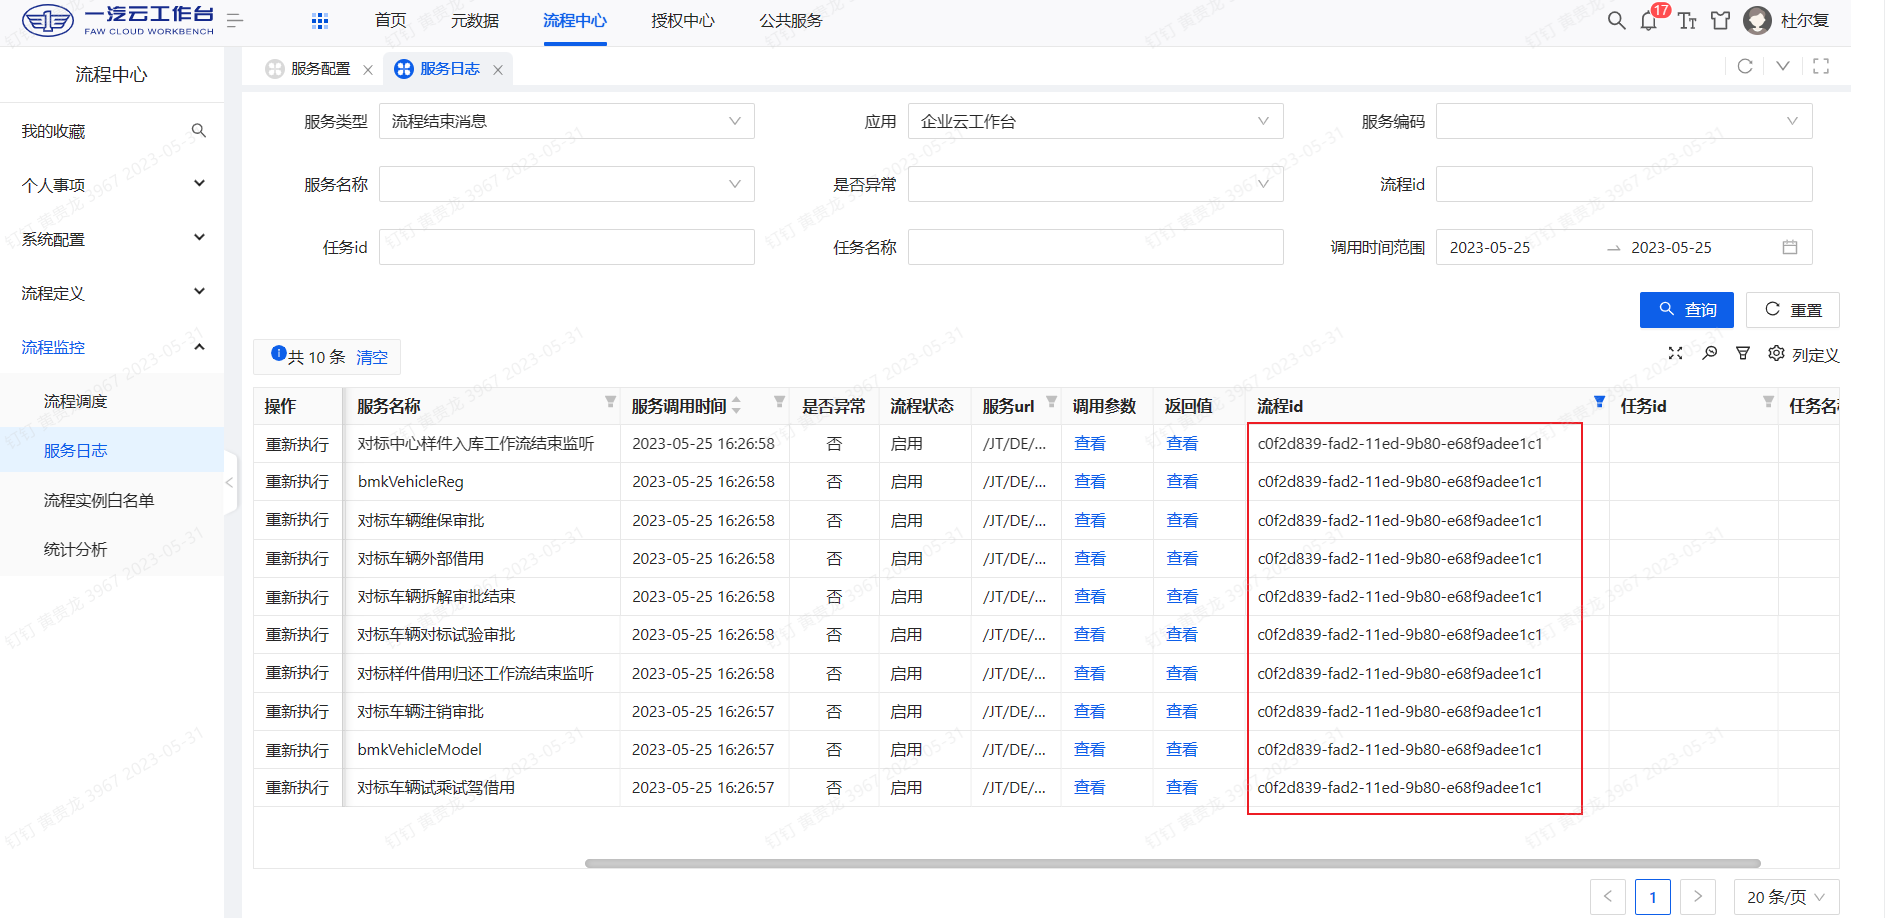 一汽云工作台
FAW CLOUD WORKBENCH
首页 元数据 流程中心 授权中心 公共服务
17
杜尔复
流程中心
服务配置 服务日志
我的收藏
个人事项
系统配置
流程定义
流程监控
流程调度
服务日志
流程实例白名单
统计分析
服务类型 流程结束消息 应用 企业云工作台 服务编码
服务名称 是否异常 流程id
任务id 任务名称 调用时间范围 2023-05-25 2023-05-25
查询 重置
共 10 条 清空 列定义
操作 服务名称 服务调用时间 是否异常 流程状态 服务url 调用参数 返回值 流程id 任务id 任务名
重新执行 对标中心样件入库工作流结束监听 2023-05-25 16:26:58 否 启用 /JT/DE/... 查看 查看 c0f2d839-fad2-11ed-9b80-e68f9adee1c1
重新执行 bmkVehicleReg 2023-05-25 16:26:58 否 启用 /JT/DE/... 查看 查看 c0f2d839-fad2-11ed-9b80-e68f9adee1c1
重新执行 对标车辆维保审批 2023-05-25 16:26:58 否 启用 /JT/DE/... 查看 查看 c0f2d839-fad2-11ed-9b80-e68f9adee1c1
重新执行 对标车辆外部借用 2023-05-25 16:26:58 否 启用 /JT/DE/... 查看 查看 c0f2d839-fad2-11ed-9b80-e68f9adee1c1
重新执行 对标车辆拆解审批结束 2023-05-25 16:26:58 否 启用 /JT/DE/... 查看 查看 c0f2d839-fad2-11ed-9b80-e68f9adee1c1
重新执行 对标车辆对标试验审批 2023-05-25 16:26:58 否 启用 /JT/DE/... 查看 查看 c0f2d839-fad2-11ed-9b80-e68f9adee1c1
重新执行 对标样件借用归还工作流结束监听 2023-05-25 16:26:58 否 启用 /JT/DE/... 查看 查看 c0f2d839-fad2-11ed-9b80-e68f9adee1c1
重新执行 对标车辆注销审批 2023-05-25 16:26:57 否 启用 /JT/DE/... 查看 查看 c0f2d839-fad2-11ed-9b80-e68f9adee1c1
重新执行 bmkVehicleModel 2023-05-25 16:26:57 否 启用 /JT/DE/... 查看 查看 c0f2d839-fad2-11ed-9b80-e68f9adee1c1
重新执行 对标车辆试乘试驾借用 2023-05-25 16:26:57 否 启用 /JT/DE/... 查看 查看 c0f2d839-fad2-11ed-9b80-e68f9adee1c1
1 20 条/页
钉钉 黄贵龙 3967 2023-05-31